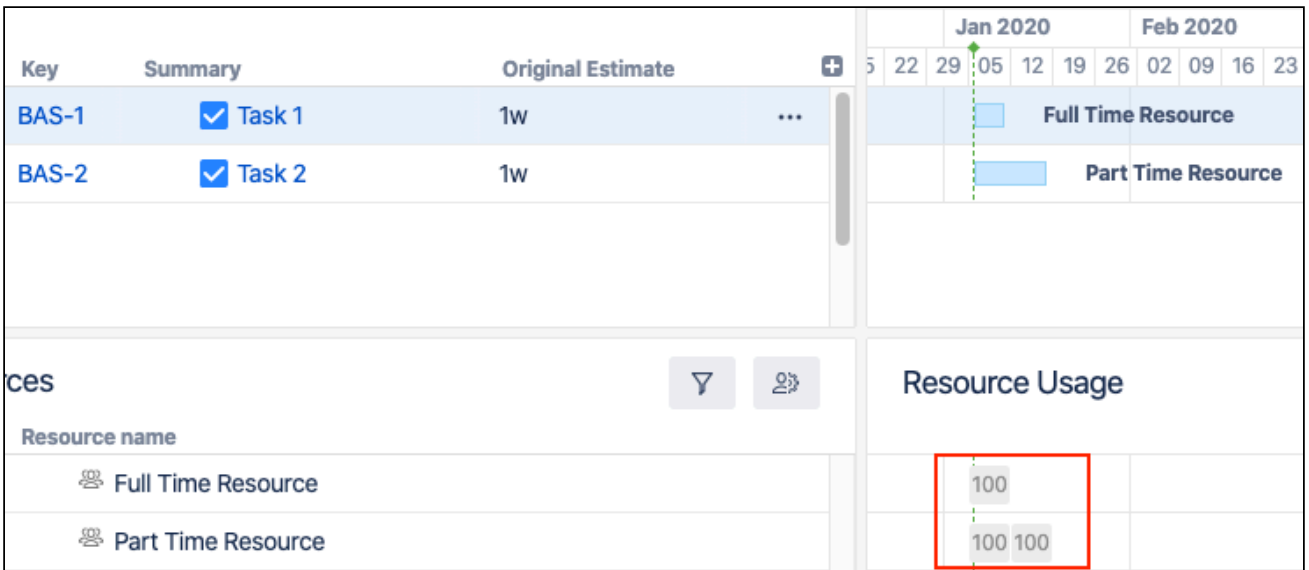 Jan 2020 Feb 2020
Key Summary Original Estimate 5 22 29 05 12 19 26 02 09 16 23
BAS-1 Task 1 1w ... Full Time Resource
BAS-2 Task 2 1w Part Time Resource
rces Resource Usage
Resource name
Full Time Resource 100
Part Time Resource 100 100